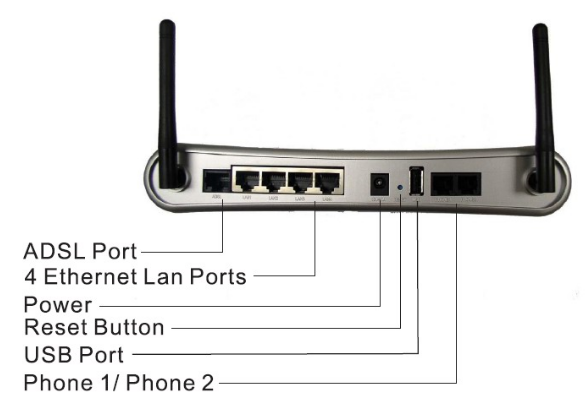 ADSL Port
4 Ethernet Lan Ports
Power
Reset Button
USB Port
Phone 1/ Phone 2